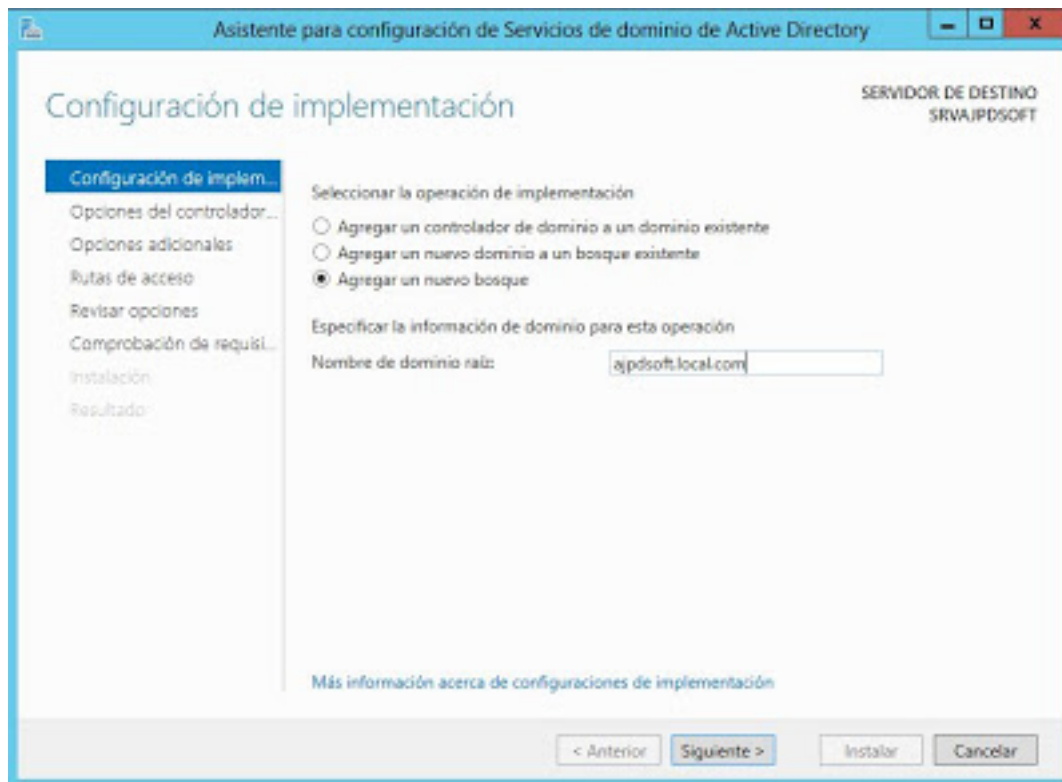 Asistente para configuración de Servicios de dominio de Active Directory
Configuración de implementación
SERVIDOR DE DESTINO
SRVAJPDSOFT
Configuración de implem...
Opciones del controlador...
Opciones adicionales
Rutas de acceso
Revisar opciones
Comprobación de requisi...
Instalación
Resultado
Seleccionar la operación de implementación
Agregar un controlador de dominio a un dominio existente
Agregar un nuevo dominio a un bosque existente
Agregar un nuevo bosque
Especificar la información de dominio para esta operación
Nombre de dominio raíz: ajpdsoft.local.com
Más información acerca de configuraciones de implementación
< Anterior Siguiente > Instalar Cancelar